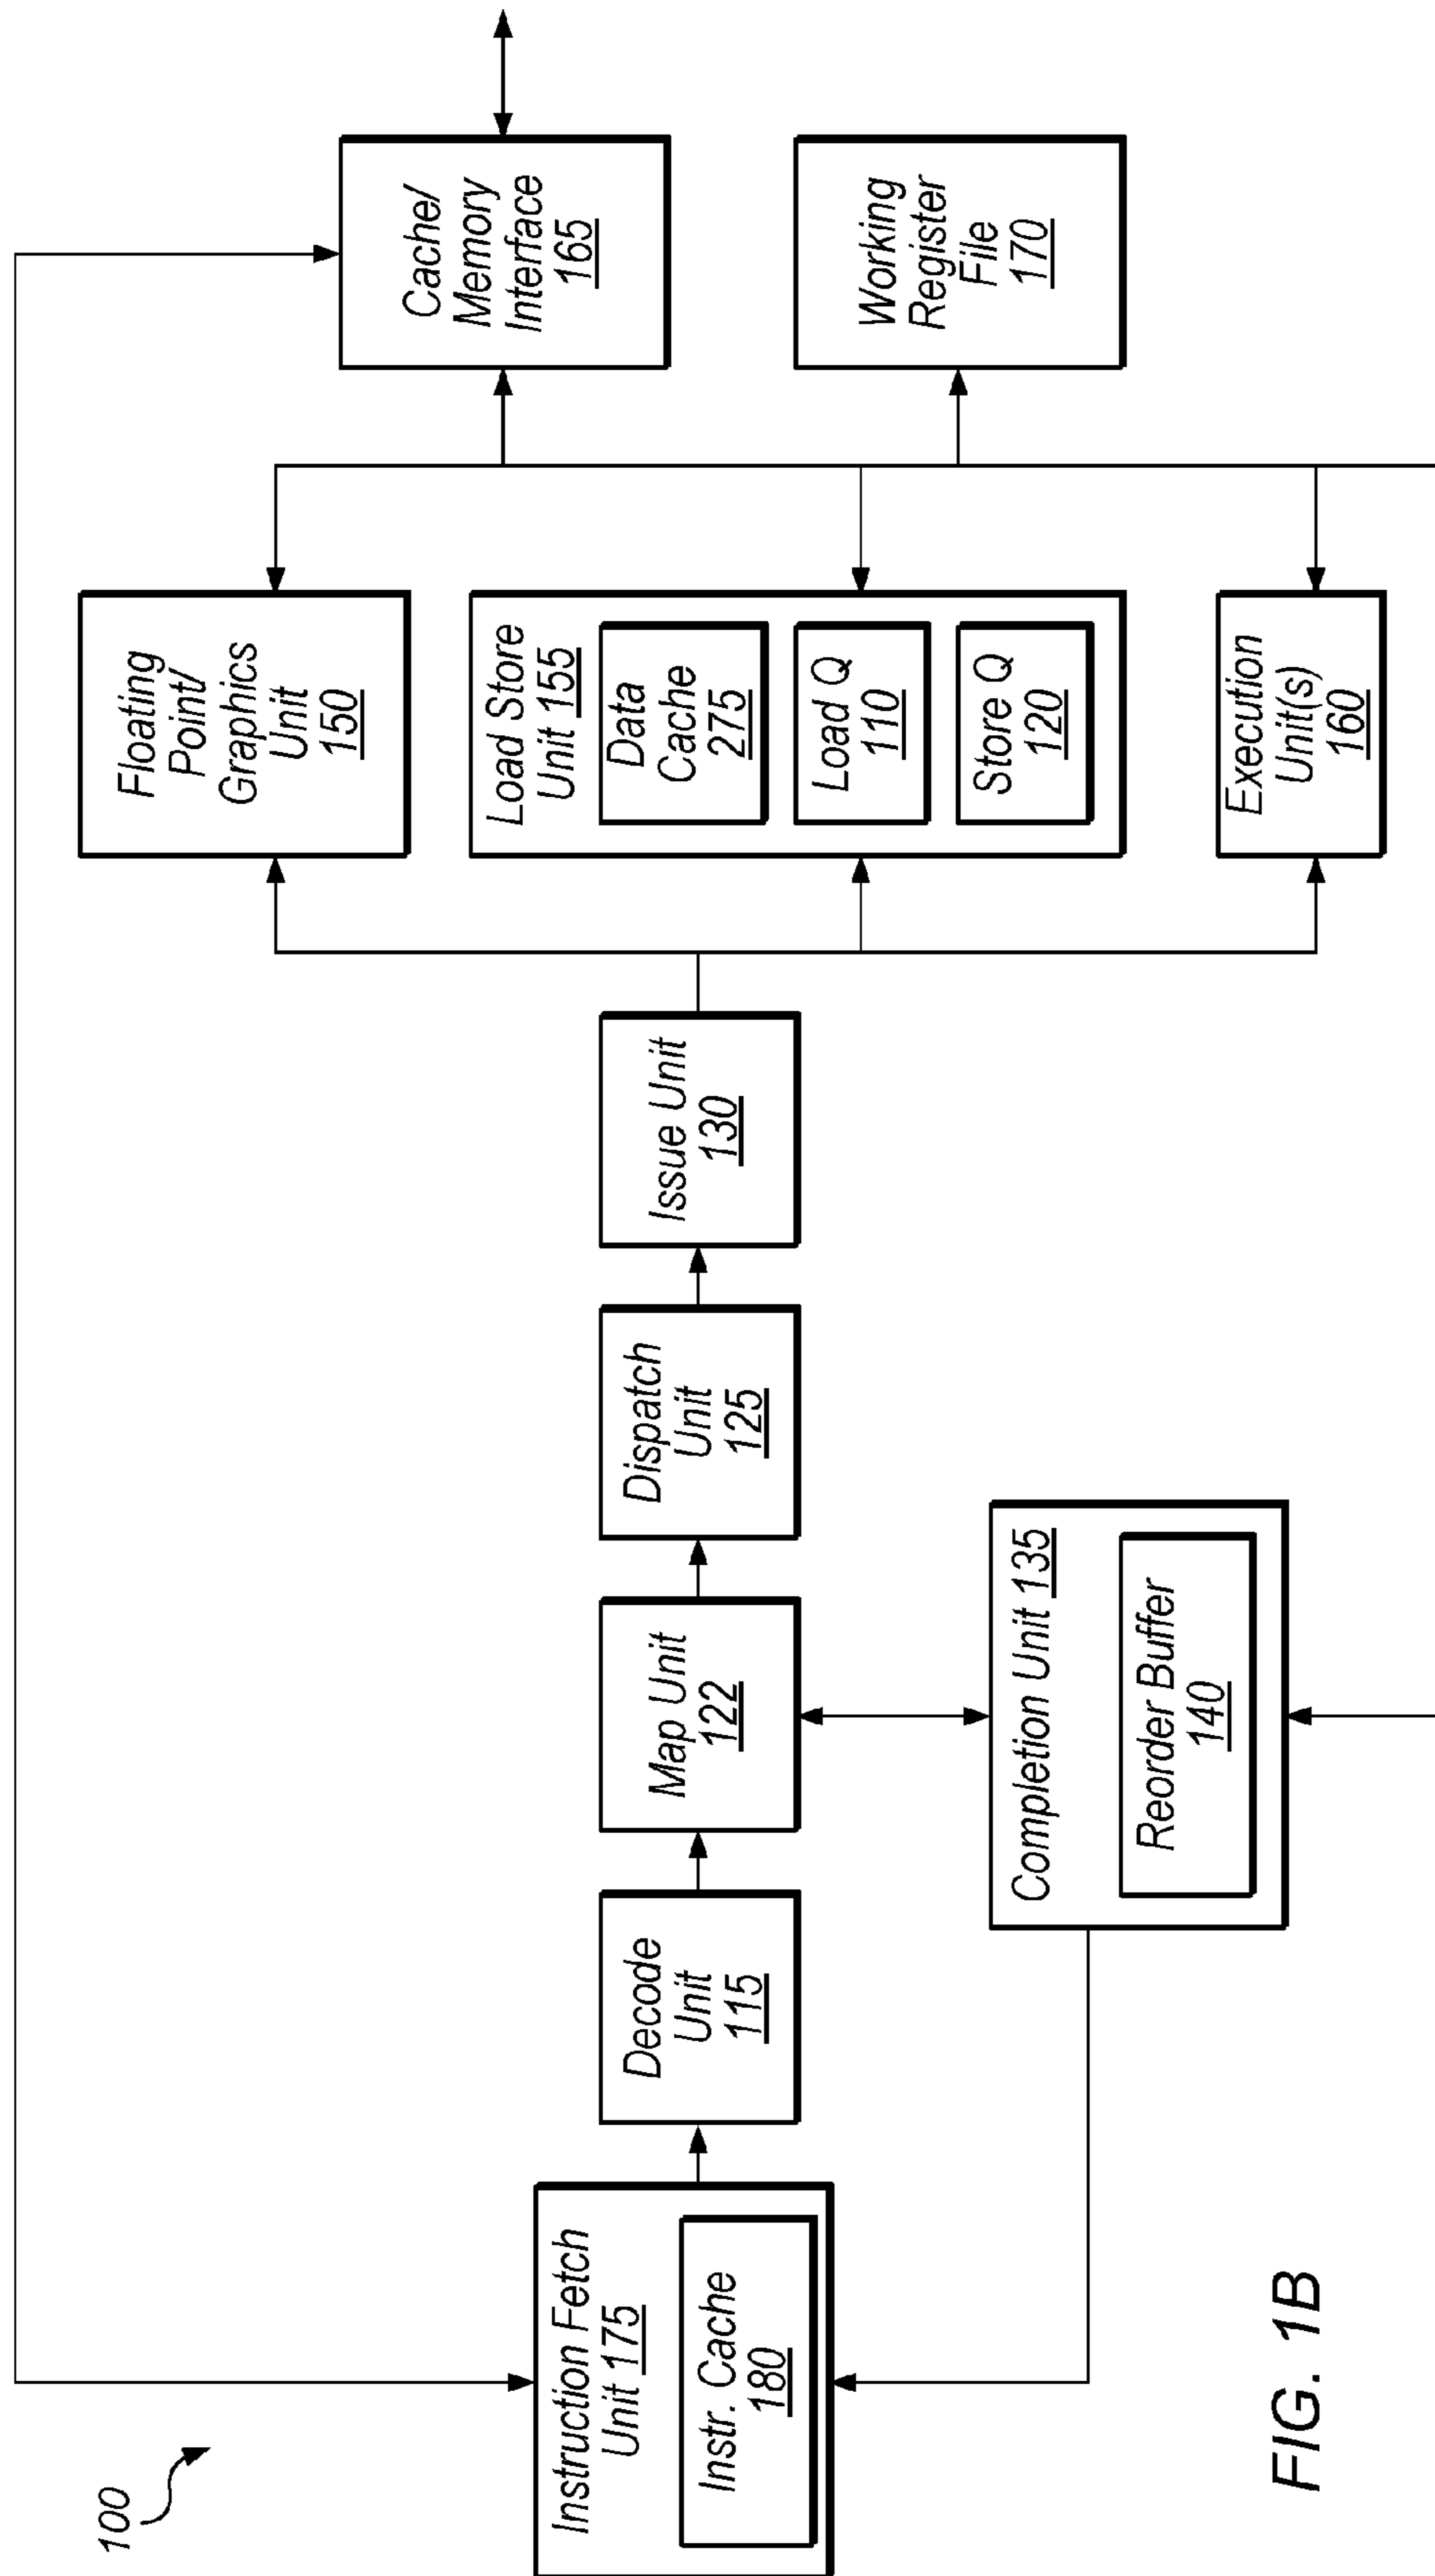 100
Instruction Fetch
Unit 175
Instr. Cache
180
Decode
Unit
115
Map Unit
122
Dispatch
Unit
125
Issue Unit
130
Completion Unit 135
Reorder Buffer
140
Floating
Point/
Graphics
Unit
150
Load Store
Unit 155
Data
Cache
275
Load Q
110
Store Q
120
Execution
Unit(s)
160
Cache/
Memory
Interface
165
Working
Register
File
170
FIG. 1B